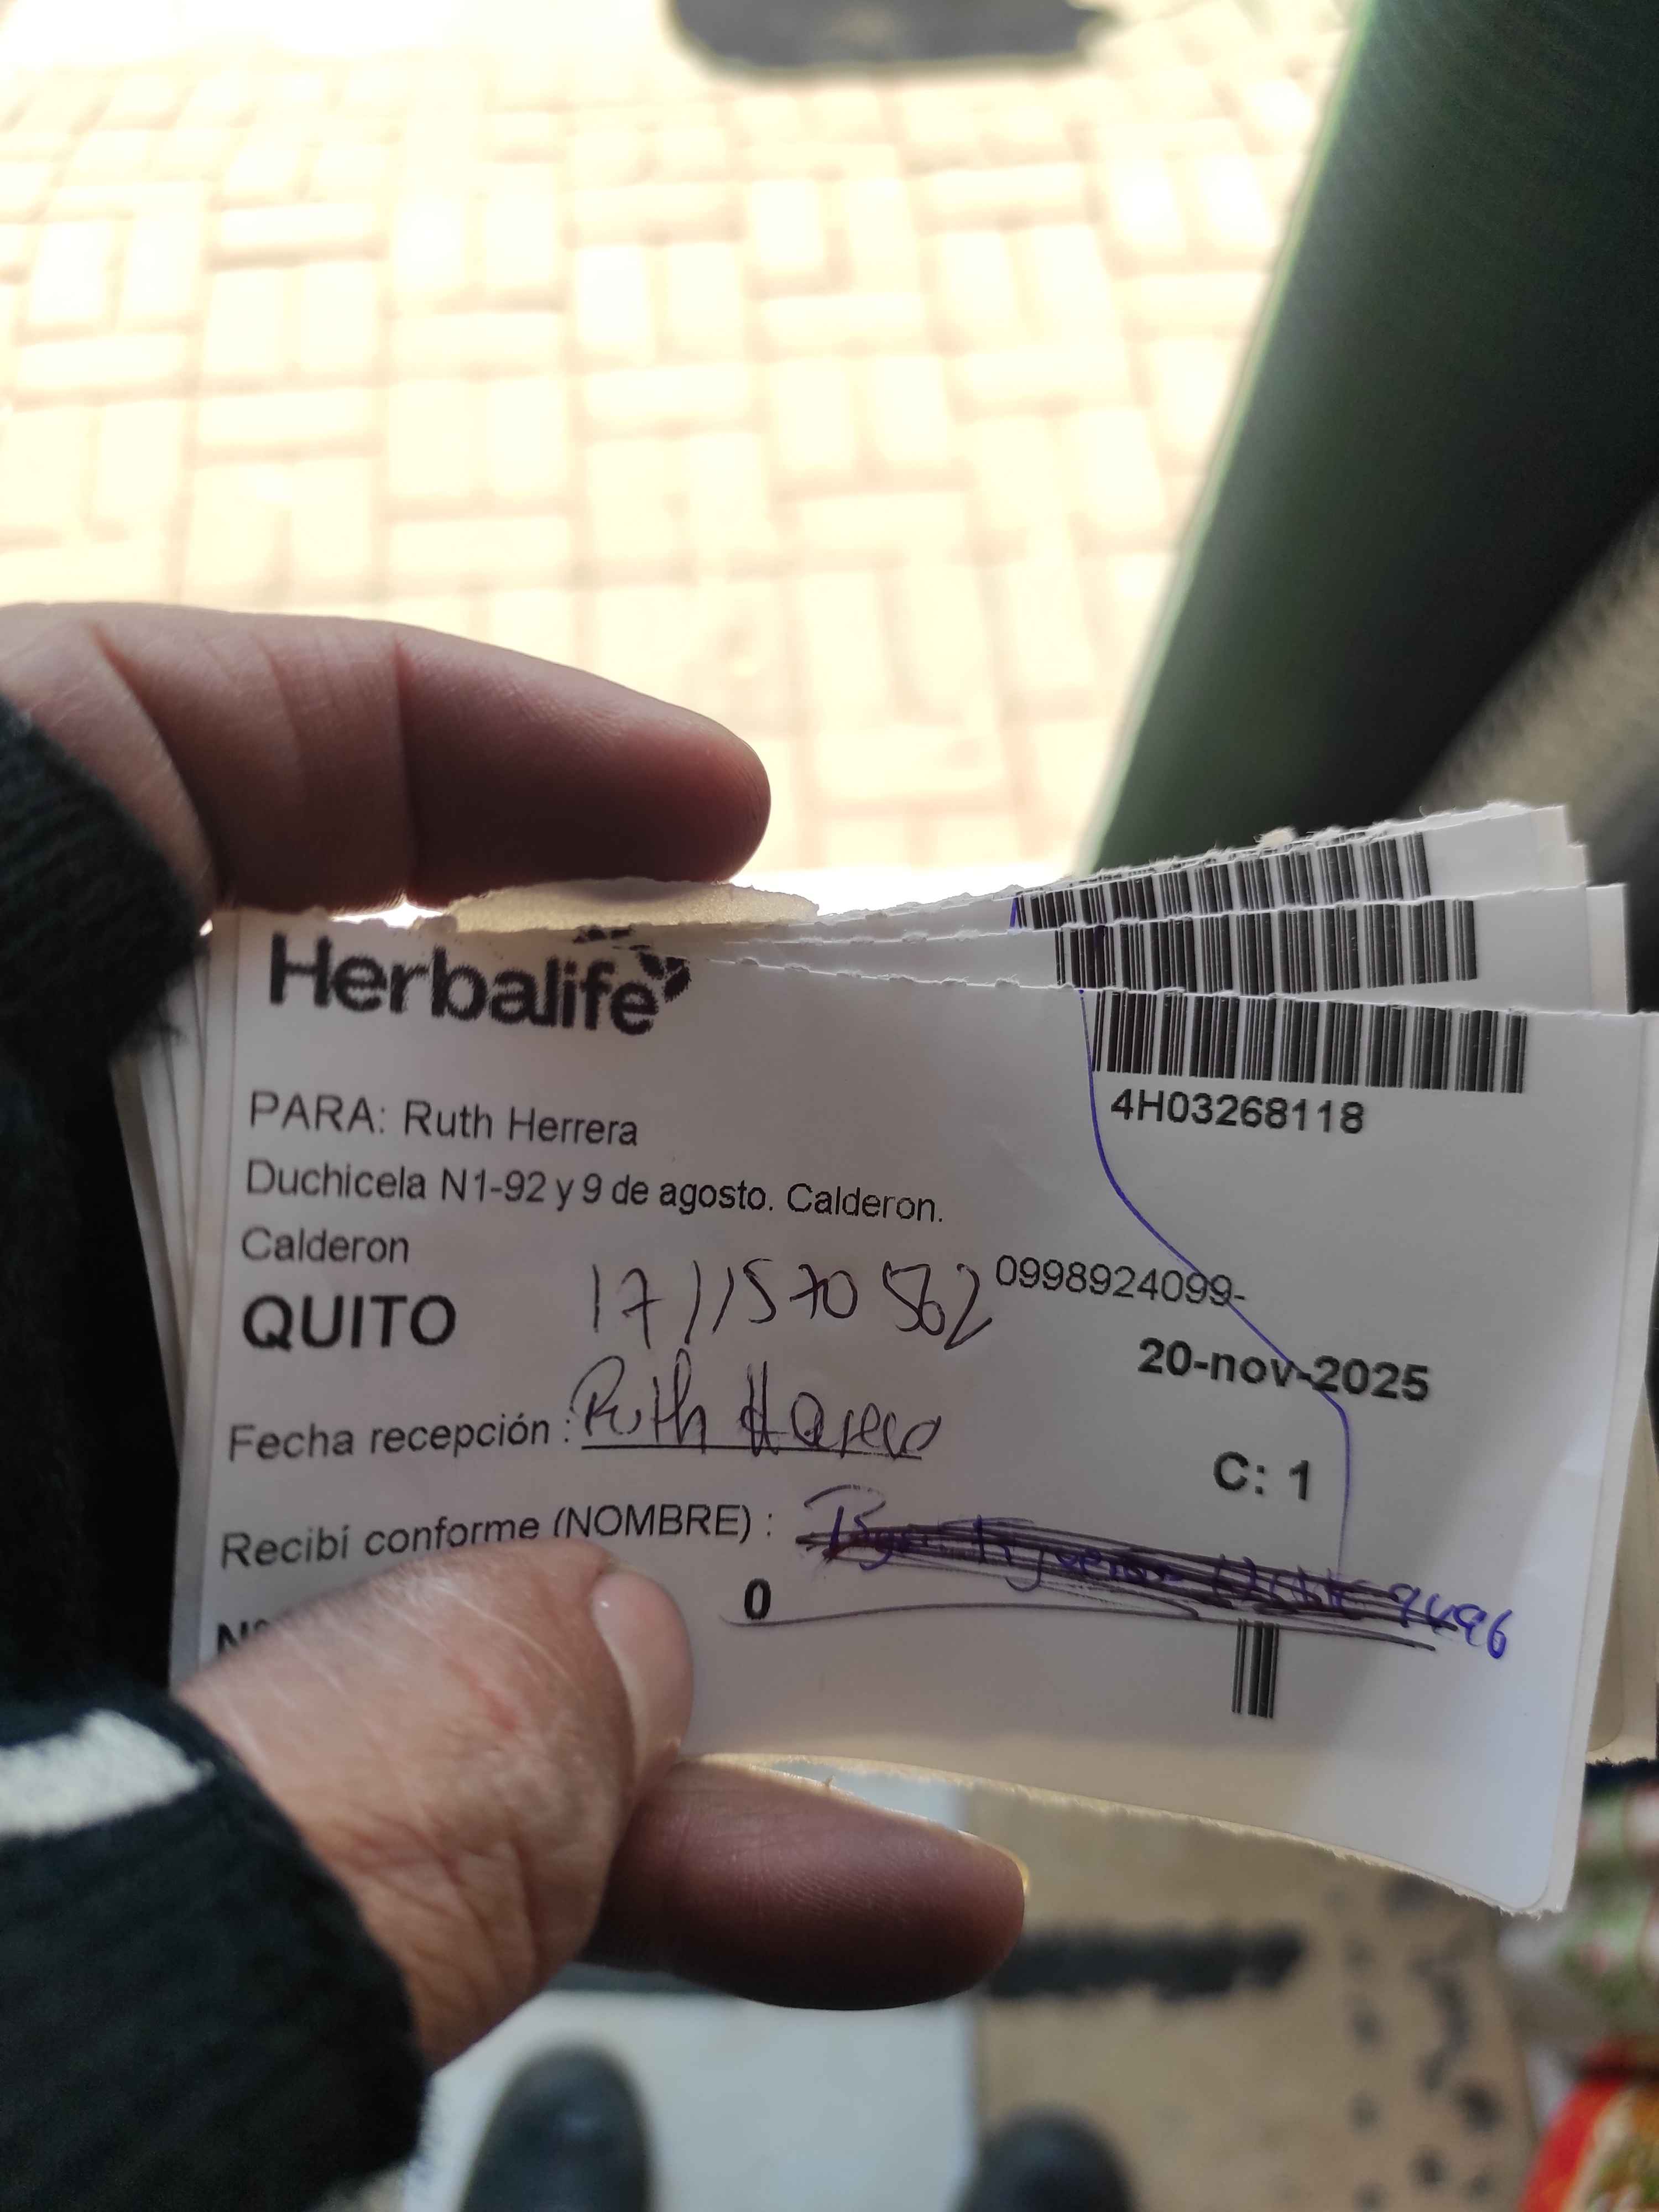 Herbalife
4H03268118
PARA: Ruth Herrera
Duchicela N1-92 y 9 de agosto. Calderon.
Calderon
1711570562 0998924099-
QUITO
20-nov-2025
Fecha recepción : Ruth Herrera
C: 1
Recibí conforme (NOMBRE) :
0